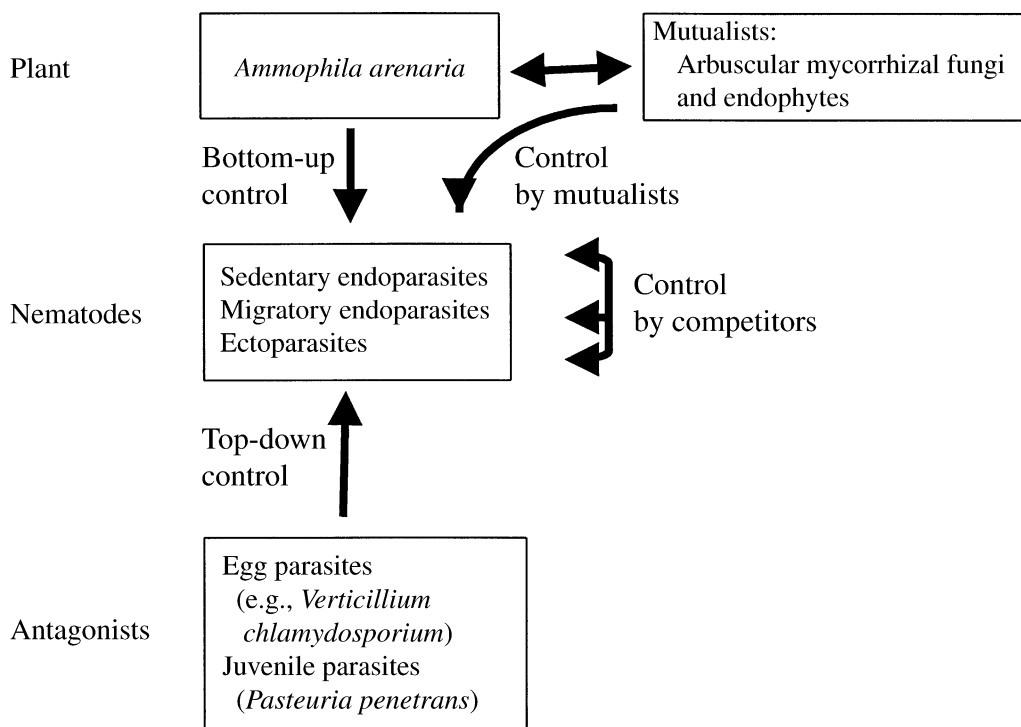 Plant
Ammophila arenaria
Mutualists:
Arbuscular mycorrhizal fungi
and endophytes
Bottom-up
control
Control
by mutualists
Nematodes
Sedentary endoparasites
Migratory endoparasites
Ectoparasites
Control
by competitors
Top-down
control
Antagonists
Egg parasites
(e.g., Verticillium
chlamydosporium)
Juvenile parasites
(Pasteuria penetrans)